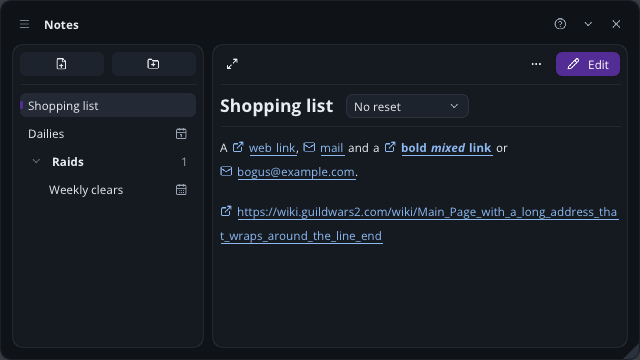 Notes
Edit
Shopping list
Dailies
Raids 1
Weekly clears
Shopping list No reset
A web link, mail and a bold mixed link or
bogus@example.com.
https://wiki.guildwars2.com/wiki/Main_Page_with_a_long_address_tha
t_wraps_around_the_line_end